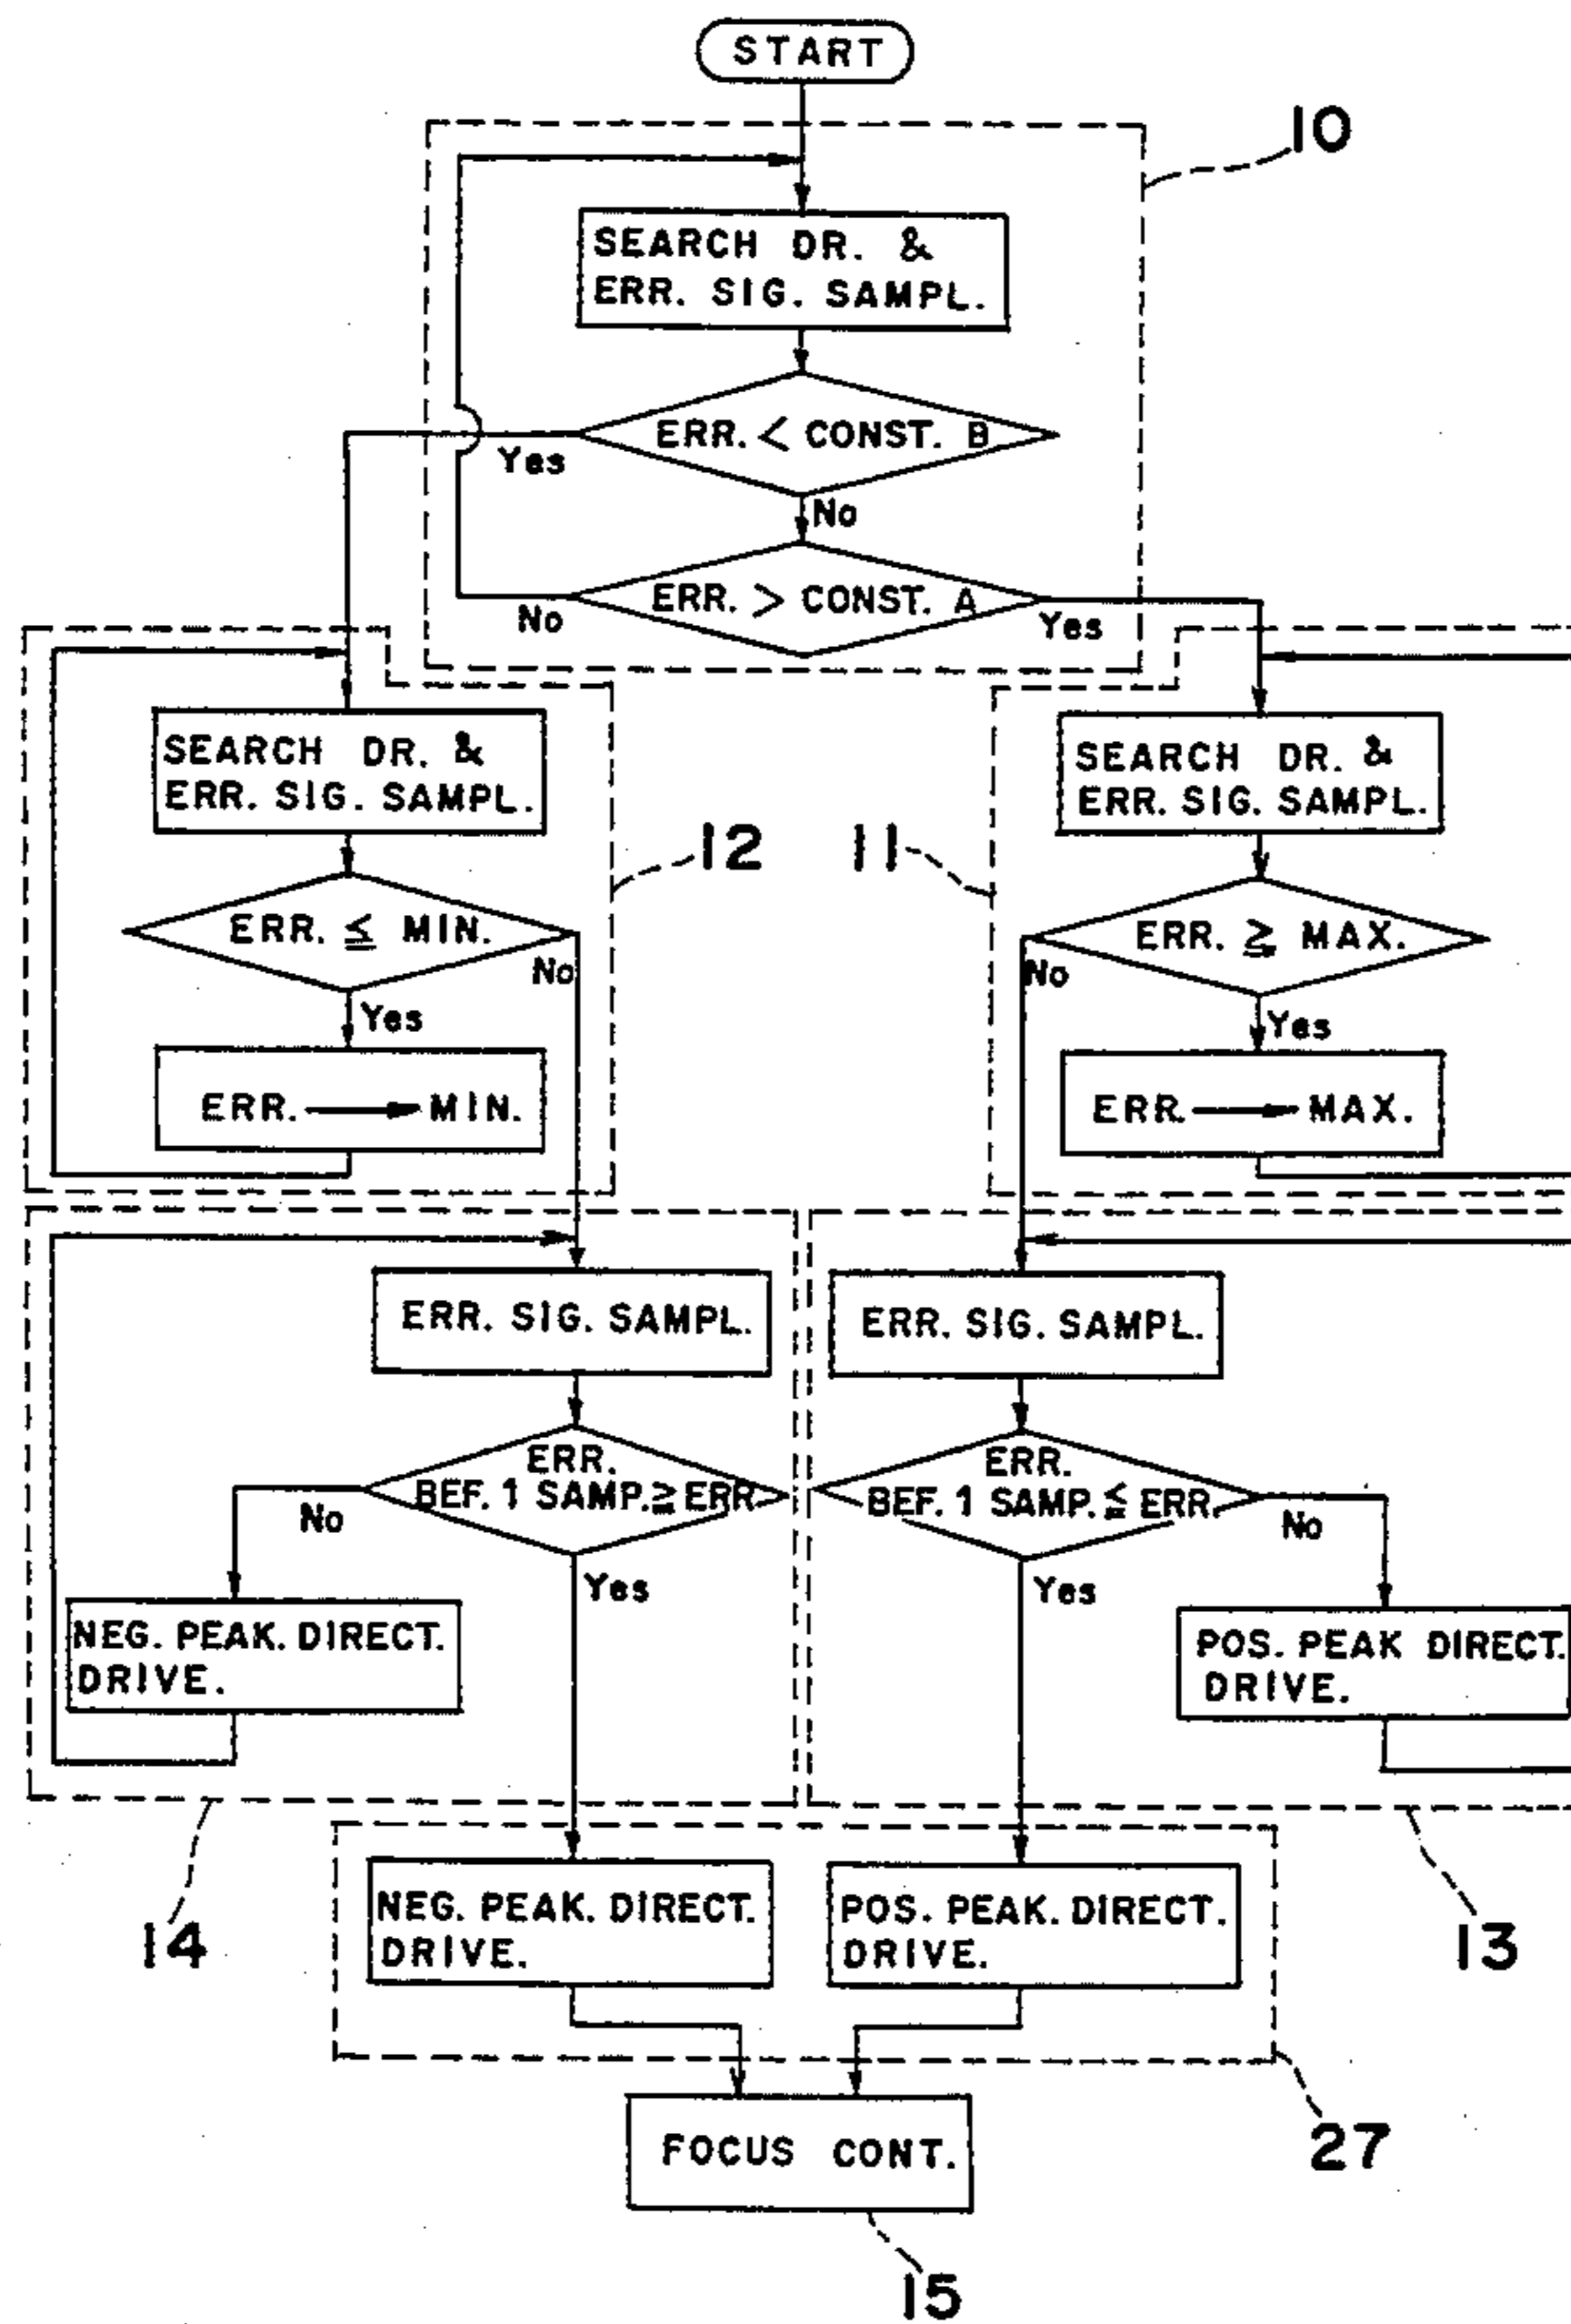 START
10
SEARCH DR. &
ERR. SIG. SAMPL.
ERR. < CONST. B
Yes
No
ERR. > CONST. A
No
Yes
SEARCH DR. &
ERR. SIG. SAMPL.
12
ERR. ≦ MIN.
No
Yes
ERR. → MIN.
SEARCH DR. &
ERR. SIG. SAMPL.
11
ERR. ≧ MAX.
No
Yes
ERR → MAX.
ERR. SIG. SAMPL.
ERR.
BEF. 1 SAMP. ≧ ERR
No
Yes
NEG. PEAK. DIRECT.
DRIVE.
14
ERR. SIG. SAMPL.
ERR.
BEF. 1 SAMP. ≦ ERR.
No
Yes
POS. PEAK DIRECT.
DRIVE.
13
NEG. PEAK. DIRECT.
DRIVE.
POS. PEAK. DIRECT.
DRIVE.
27
FOCUS CONT.
15